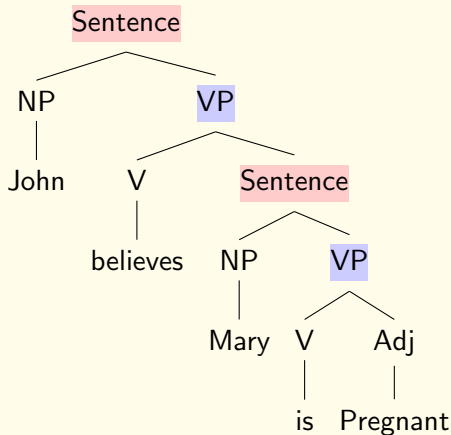 Sentence
NP VP
John V Sentence
believes NP VP
Mary V Adj
is Pregnant